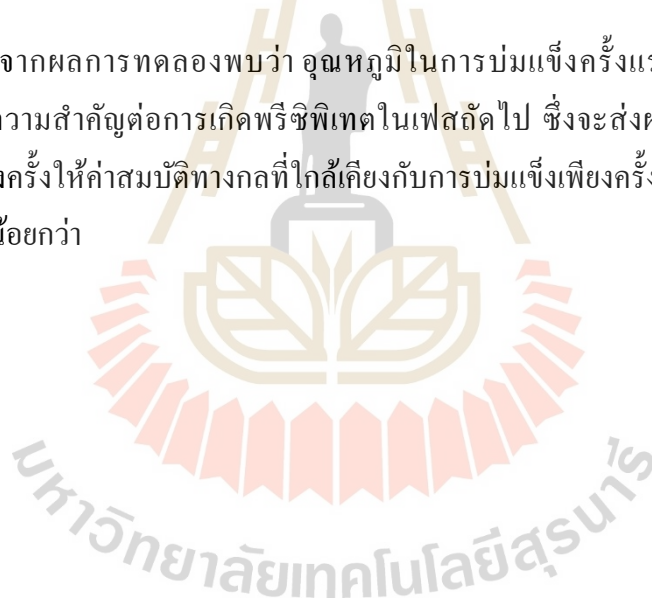 จากผลการทดลองพบว่า อุณหภูมิในการบ่มแข็งครั้งแร
วามสำคัญต่อการเกิดพรีซิพิเทตในเฟสถัดไป ซึ่งจะส่งผ
งครั้งให้ค่าสมบัติทางกลที่ใกล้เคียงกับการบ่มแข็งเพียงครั้ง
น้อยกว่า
มหาวิทยาลัยเทคโนโลยีสุรนารี